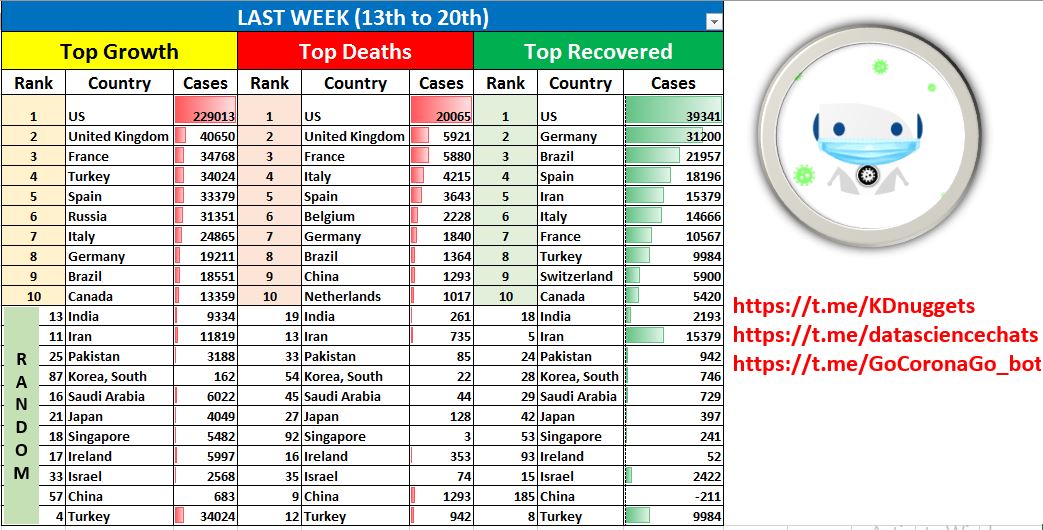 LAST WEEK (13th to 20th)
Top Growth Top Deaths Top Recovered
Rank Country Cases Rank Country Cases Rank Country Cases
1 US 229013 1 US 20065 1 US 39341
2 United Kingdom 40650 2 United Kingdom 5921 2 Germany 31200
3 France 34768 3 France 5880 3 Brazil 21957
4 Turkey 34024 4 Italy 4215 4 Spain 18196
5 Spain 33379 5 Spain 3643 5 Iran 15379
6 Russia 31351 6 Belgium 2228 6 Italy 14666
7 Italy 24865 7 Germany 1840 7 France 10567
8 Germany 19211 8 Brazil 1364 8 Turkey 9984
9 Brazil 18551 9 China 1293 9 Switzerland 5900
10 Canada 13359 10 Netherlands 1017 10 Canada 5420
13 India 9334 19 India 261 18 India 2193
11 Iran 11819 13 Iran 735 5 Iran 15379
25 Pakistan 3188 33 Pakistan 85 24 Pakistan 942
87 Korea, South 162 54 Korea, South 22 28 Korea, South 746
16 Saudi Arabia 6022 45 Saudi Arabia 44 29 Saudi Arabia 729
21 Japan 4049 27 Japan 128 42 Japan 397
18 Singapore 5482 92 Singapore 3 53 Singapore 241
17 Ireland 5997 16 Ireland 353 93 Ireland 52
33 Israel 2568 35 Israel 74 15 Israel 2422
57 China 683 9 China 1293 185 China -211
4 Turkey 34024 12 Turkey 942 8 Turkey 9984
RANDOM
https://t.me/KDnuggets
https://t.me/datasciencechats
https://t.me/GoCoronaGo_bot